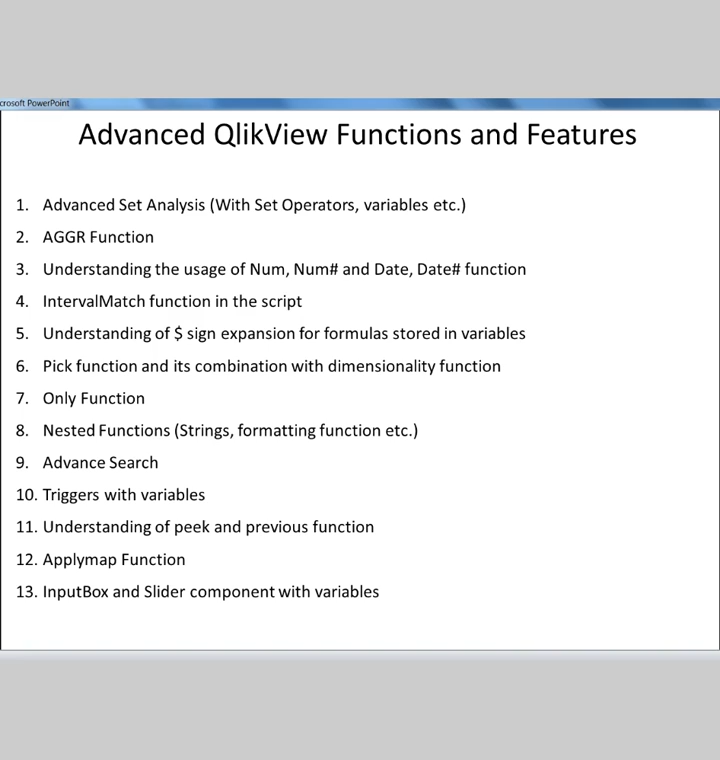 crosoft PowerPoint
Advanced QlikView Functions and Features
1. Advanced Set Analysis (With Set Operators, variables etc.)
2. AGGR Function
3. Understanding the usage of Num, Num# and Date, Date# function
4. IntervalMatch function in the script
5. Understanding of $ sign expansion for formulas stored in variables
6. Pick function and its combination with dimensionality function
7. Only Function
8. Nested Functions (Strings, formatting function etc.)
9. Advance Search
10. Triggers with variables
11. Understanding of peek and previous function
12. Applymap Function
13. InputBox and Slider component with variables